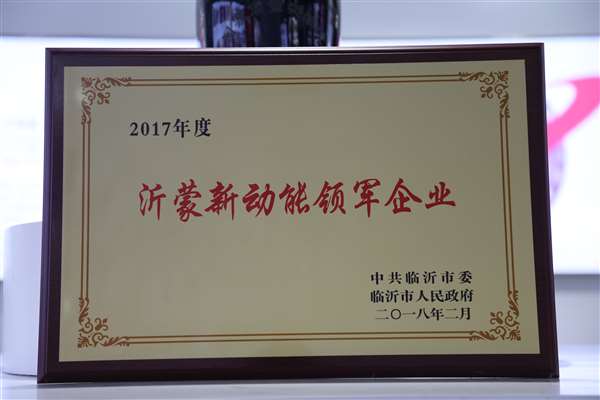 2017年度
沂蒙新动能领军企业
中共临沂市委
临沂市人民政府
二〇一八年二月